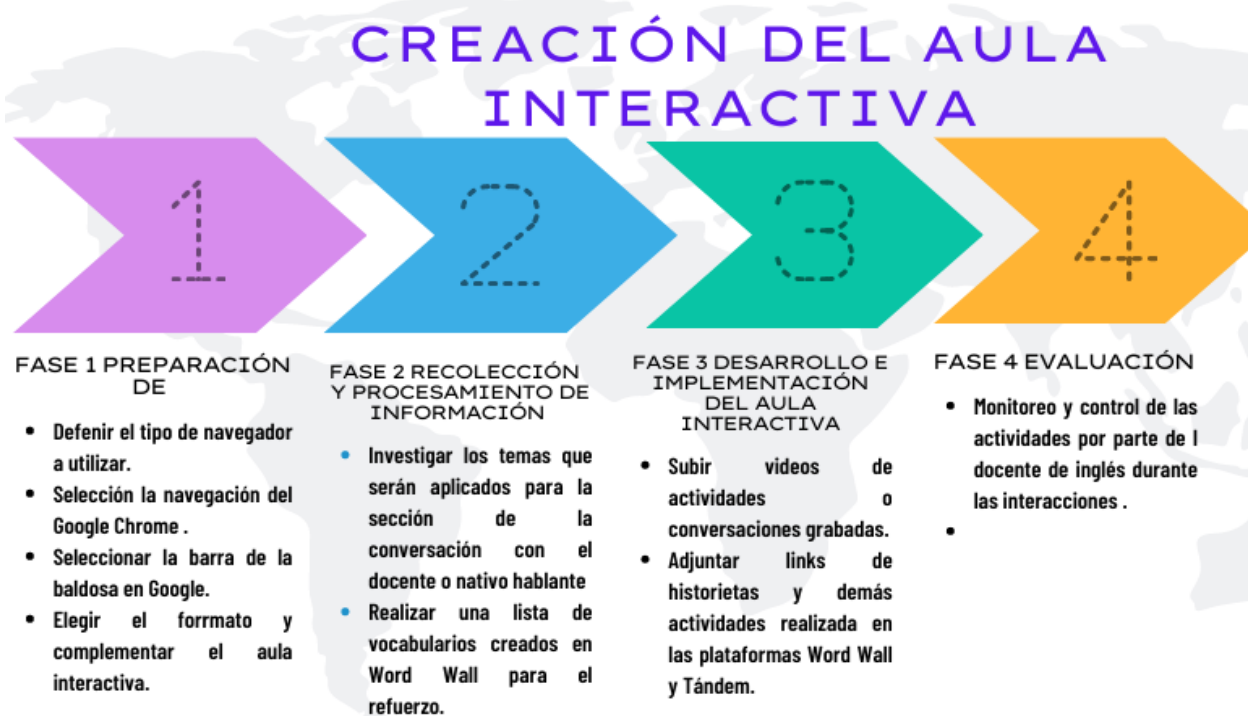 CREACIÓN DEL AULA
INTERACTIVA
1
2
3
4
FASE 1 PREPARACIÓN
DE
• Defenir el tipo de navegador
a utilizar.
• Selección la navegación del
Google Chrome .
• Seleccionar la barra de la
baldosa en Google.
• Elegir el forrmato y
complementar el aula
interactiva.
FASE 2 RECOLECCIÓN
Y PROCESAMIENTO DE
INFORMACIÓN
• Investigar los temas que
serán aplicados para la
sección de la
conversación con el
docente o nativo hablante
• Realizar una lista de
vocabularios creados en
Word Wall para el
refuerzo.
FASE 3 DESARROLLO E
IMPLEMENTACIÓN
DEL AULA
INTERACTIVA
• Subir videos de
actividades o
conversaciones grabadas.
• Adjuntar links de
historietas y demás
actividades realizada en
las plataformas Word Wall
y Tándem.
FASE 4 EVALUACIÓN
• Monitoreo y control de las
actividades por parte de l
docente de inglés durante
las interacciones .
•